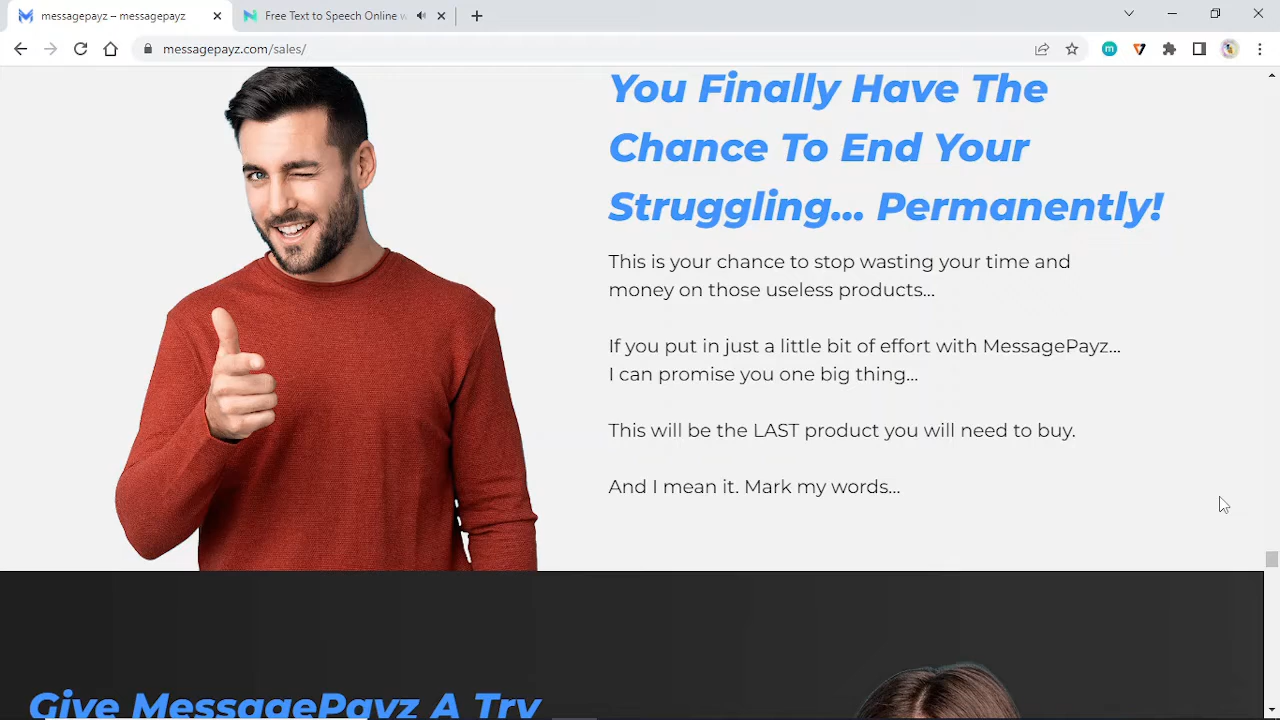 messagepayz – messagepayz
Free Text to Speech Online w
messagepayz.com/sales/
You Finally Have The
Chance To End Your
Struggling... Permanently!
This is your chance to stop wasting your time and
money on those useless products...
If you put in just a little bit of effort with MessagePayz...
I can promise you one big thing...
This will be the LAST product you will need to buy.
And I mean it. Mark my words...
Give MessagePayz A Try